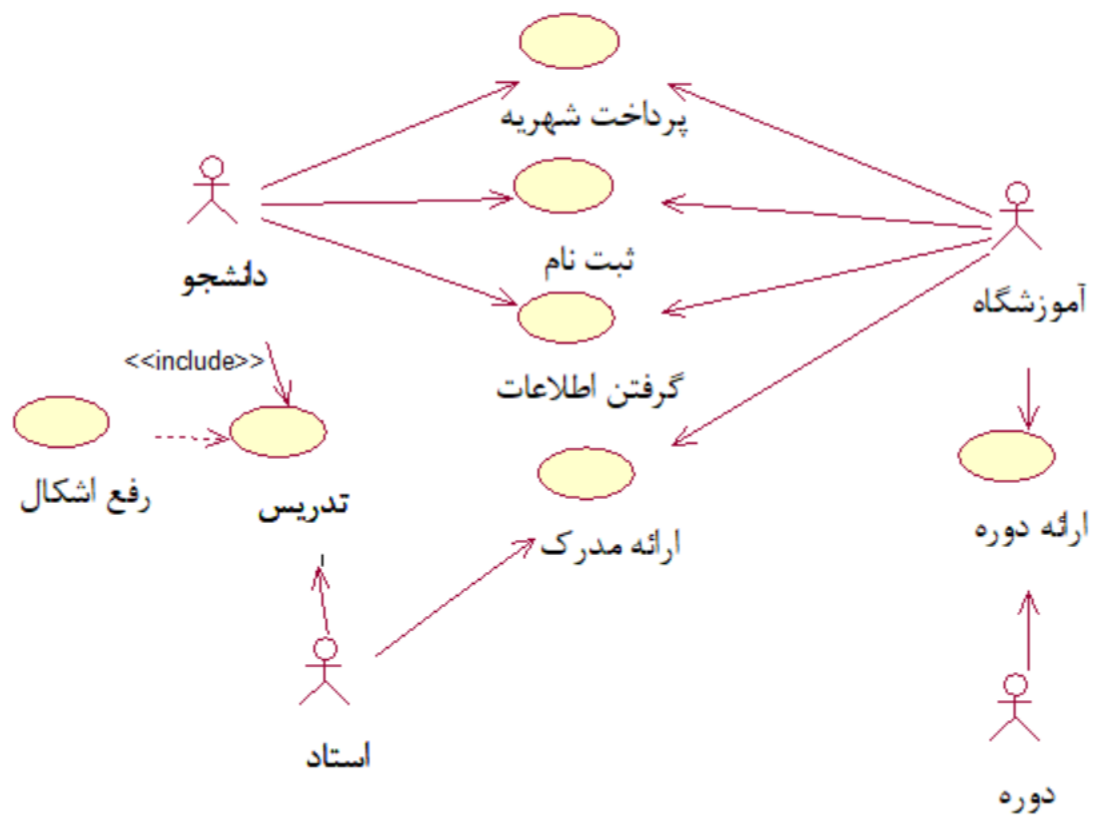 پرداخت شهریه
ثبت نام
دانشجو
آموزشگاه
<<include>>
گرفتن اطلاعات
رفع اشکال
تدریس
ارائه مدرک
ارائه دوره
استاد
دوره